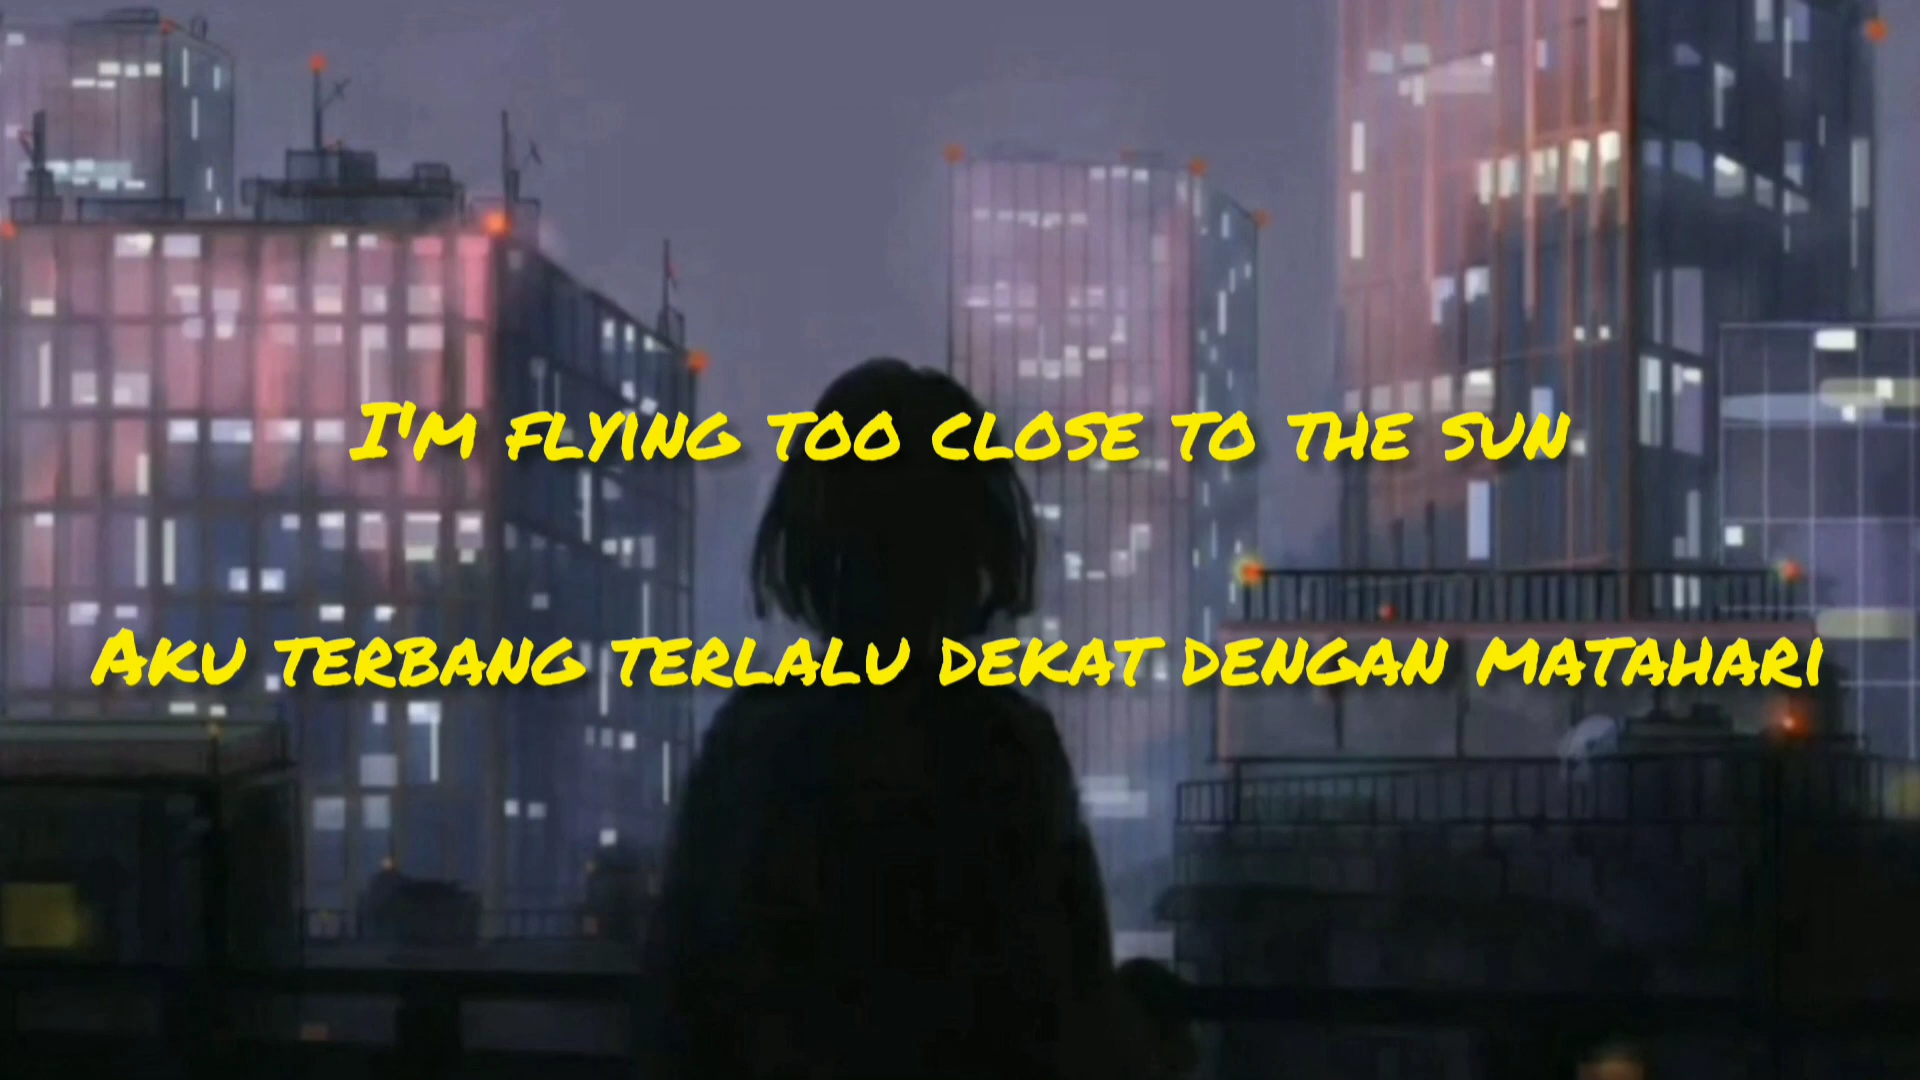 I'm flying too close to the sun
Aku terbang terlalu dekat dengan matahari